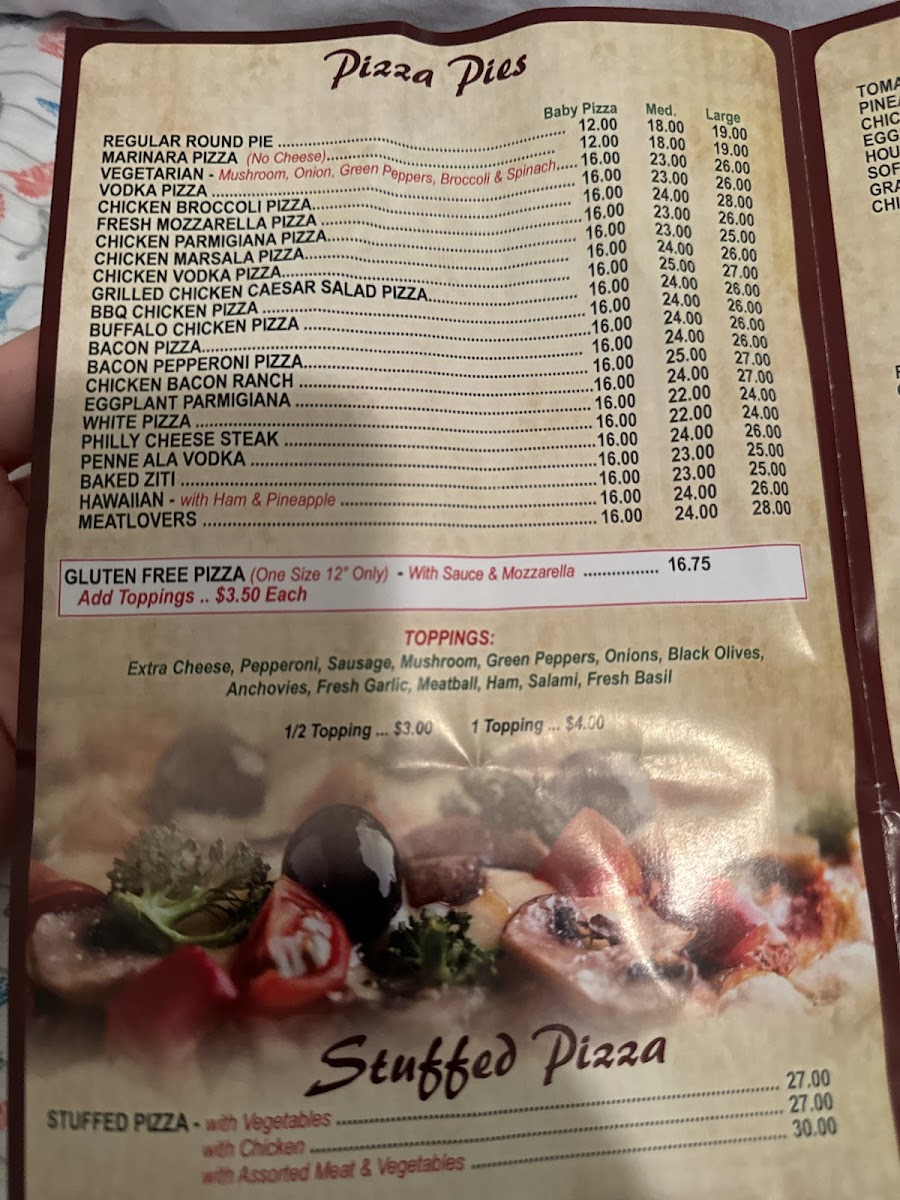 Pizza Pies
Baby Pizza Med. Large
REGULAR ROUND PIE 12.00 18.00 19.00
MARINARA PIZZA (No Cheese) 12.00 18.00 19.00
VEGETARIAN - Mushroom, Onion, Green Peppers, Broccoli & Spinach 16.00 23.00 26.00
VODKA PIZZA 16.00 23.00 26.00
CHICKEN BROCCOLI PIZZA 16.00 24.00 28.00
FRESH MOZZARELLA PIZZA 16.00 23.00 26.00
CHICKEN PARMIGIANA PIZZA 16.00 23.00 25.00
CHICKEN MARSALA PIZZA 16.00 24.00 26.00
CHICKEN VODKA PIZZA 16.00 25.00 27.00
GRILLED CHICKEN CAESAR SALAD PIZZA 16.00 24.00 26.00
BBQ CHICKEN PIZZA 16.00 24.00 26.00
BUFFALO CHICKEN PIZZA 16.00 24.00 26.00
BACON PIZZA 16.00 24.00 26.00
BACON PEPPERONI PIZZA 16.00 25.00 27.00
CHICKEN BACON RANCH 16.00 24.00 27.00
EGGPLANT PARMIGIANA 16.00 22.00 24.00
WHITE PIZZA 16.00 22.00 24.00
PHILLY CHEESE STEAK 16.00 24.00 26.00
PENNE ALA VODKA 16.00 23.00 25.00
BAKED ZITI 16.00 23.00 25.00
HAWAIIAN - with Ham & Pineapple 16.00 24.00 26.00
MEATLOVERS 16.00 24.00 28.00
GLUTEN FREE PIZZA (One Size 12" Only) - With Sauce & Mozzarella 16.75
Add Toppings .. $3.50 Each
TOPPINGS:
Extra Cheese, Pepperoni, Sausage, Mushroom, Green Peppers, Onions, Black Olives,
Anchovies, Fresh Garlic, Meatball, Ham, Salami, Fresh Basil
1/2 Topping ... $3.00 1 Topping ... $4.00
Stuffed Pizza
STUFFED PIZZA - with Vegetables 27.00
with Chicken 27.00
with Assorted Meat & Vegetables 30.00
TOMA
PINEA
CHIC
EGG
HOU
SOF
GRA
CHI